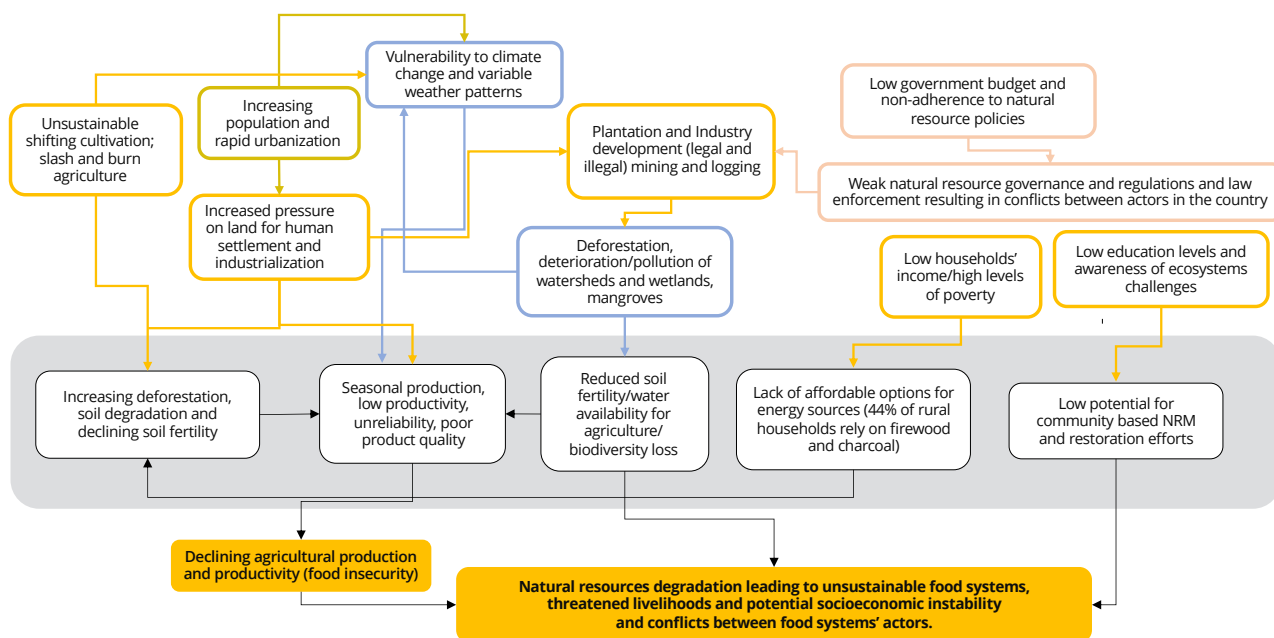 Vulnerability to climate
change and variable
weather patterns
Low government budget and
non-adherence to natural
resource policies
Unsustainable
shifting cultivation;
slash and burn
agriculture
Increasing
population and
rapid urbanization
Plantation and Industry
development (legal and
illegal) mining and logging
Weak natural resource governance and regulations and law
enforcement resulting in conflicts between actors in the country
Increased pressure
on land for human
settlement and
industrialization
Deforestation,
deterioration/pollution of
watersheds and wetlands,
mangroves
Low households’
income/high levels
of poverty
Low education levels and
awareness of ecosystems
challenges
Increasing deforestation,
soil degradation and
declining soil fertility
Seasonal production,
low productivity,
unreliability, poor
product quality
Reduced soil
fertility/water
availability for
agriculture/
biodiversity loss
Lack of affordable options for
energy sources (44% of rural
households rely on firewood
and charcoal)
Low potential for
community based NRM
and restoration efforts
Declining agricultural production
and productivity (food insecurity)
Natural resources degradation leading to unsustainable food systems,
threatened livelihoods and potential socioeconomic instability
and conflicts between food systems’ actors.